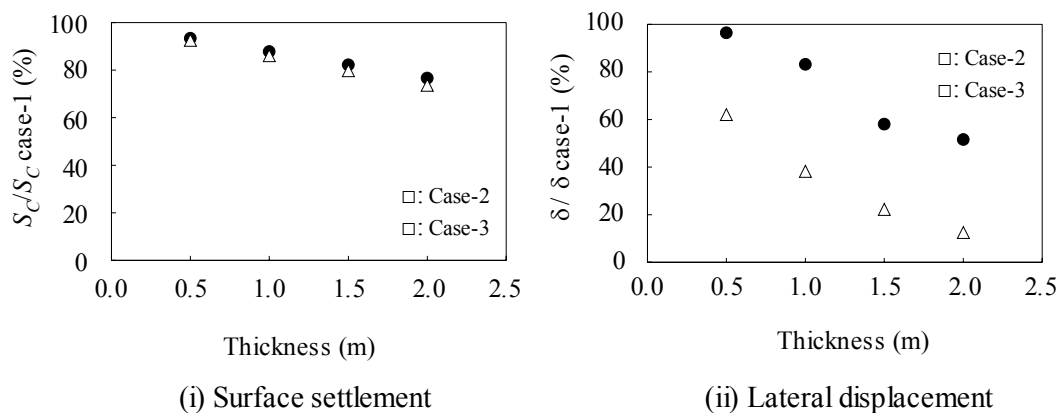 S_C/S_C case-1 (%)
100
80
60
40
20
0
□: Case-2
□: Case-3
0.0 0.5 1.0 1.5 2.0 2.5
Thickness (m)
(i) Surface settlement
δ/ δ case-1 (%)
100
80
60
40
20
0
△: Case-2
△: Case-3
0.0 0.5 1.0 1.5 2.0 2.5
Thickness (m)
(ii) Lateral displacement